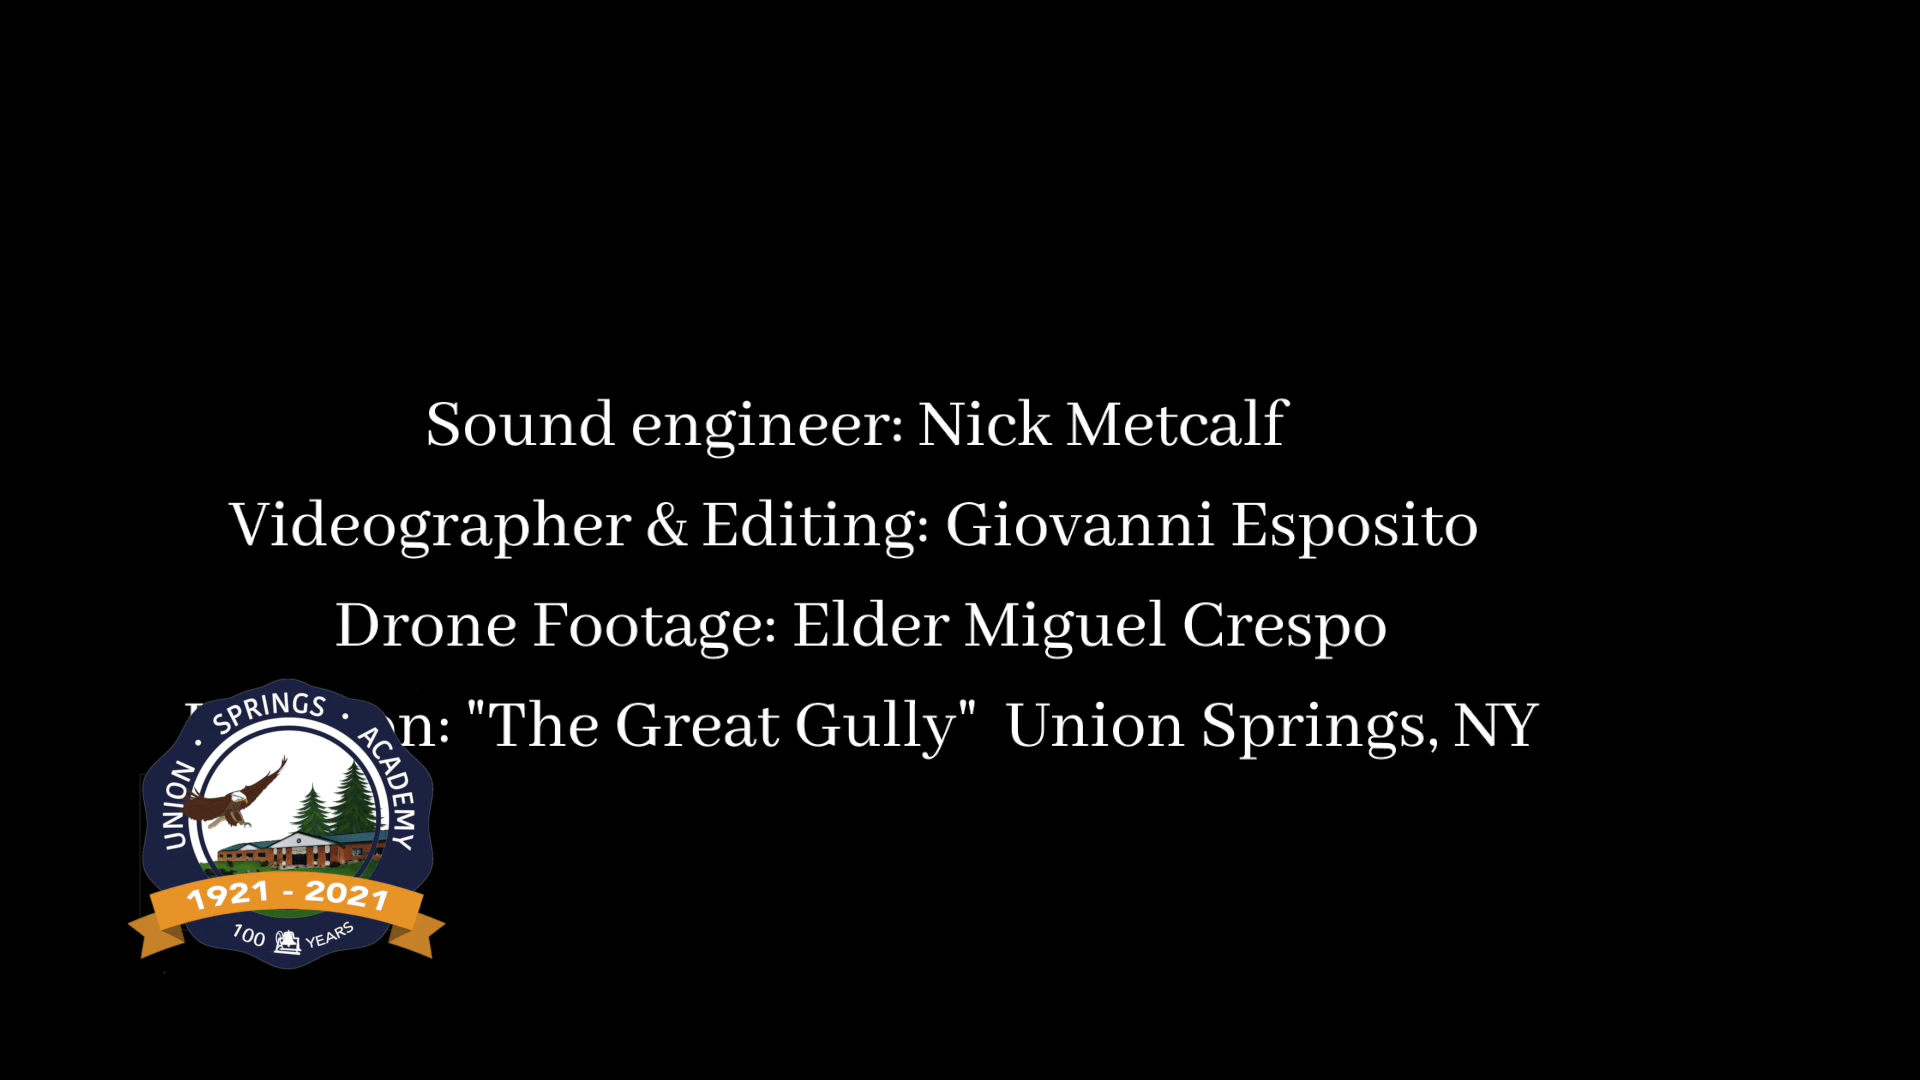 Sound engineer: Nick Metcalf
Videographer & Editing: Giovanni Esposito
Drone Footage: Elder Miguel Crespo
"The Great Gully" Union Springs, NY
UNION · SPRINGS · ACADEMY
1921 - 2021
100 YEARS